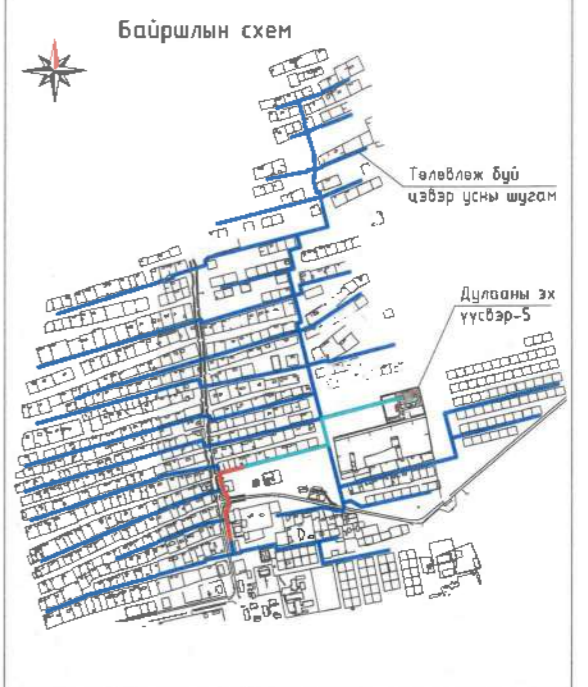 Байршлын схем
Төлөвлөж буй
цэвэр усны шугам
Дулааны эх
үүсвэр-5